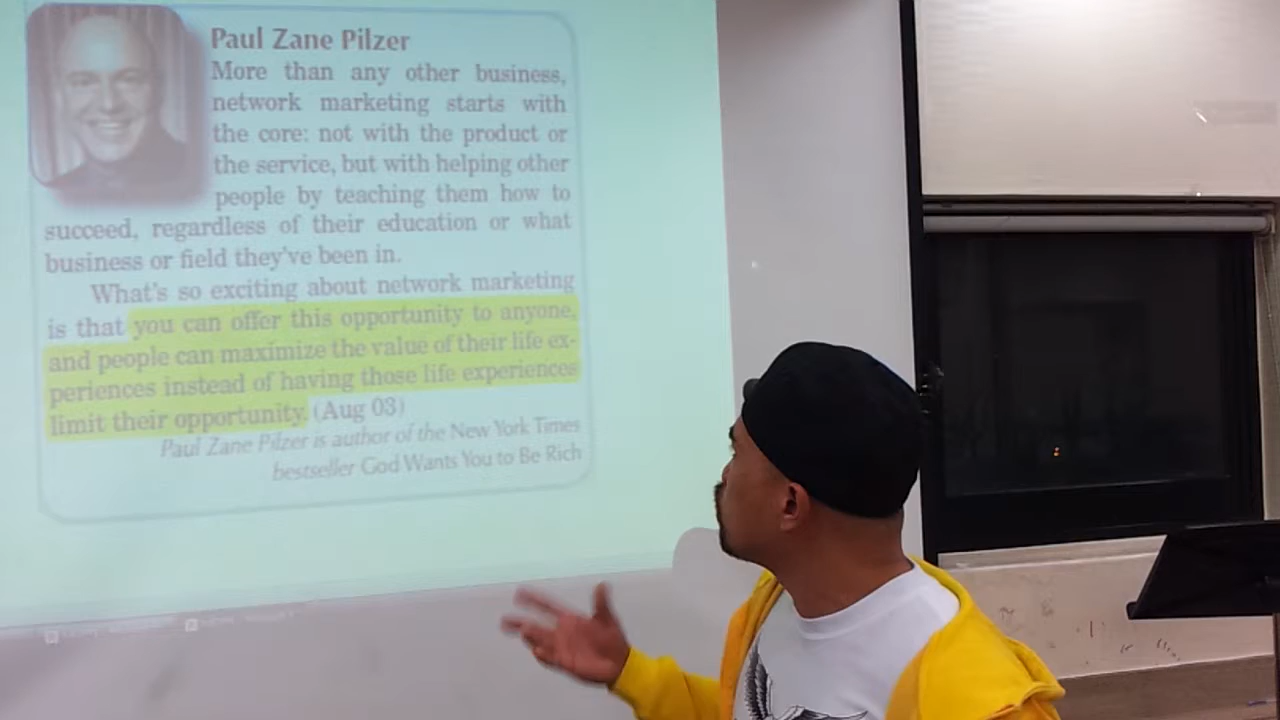 Paul Zane Pilzer
More than any other business,
network marketing starts with
the core: not with the product or
the service, but with helping other
people by teaching them how to
succeed, regardless of their education or what
business or field they've been in.
What's so exciting about network marketing
is that you can offer this opportunity to anyone,
and people can maximize the value of their life ex-
periences instead of having those life experiences
limit their opportunity. (Aug 03)
Paul Zane Pilzer is author of the New York Times
bestseller God Wants You to Be Rich